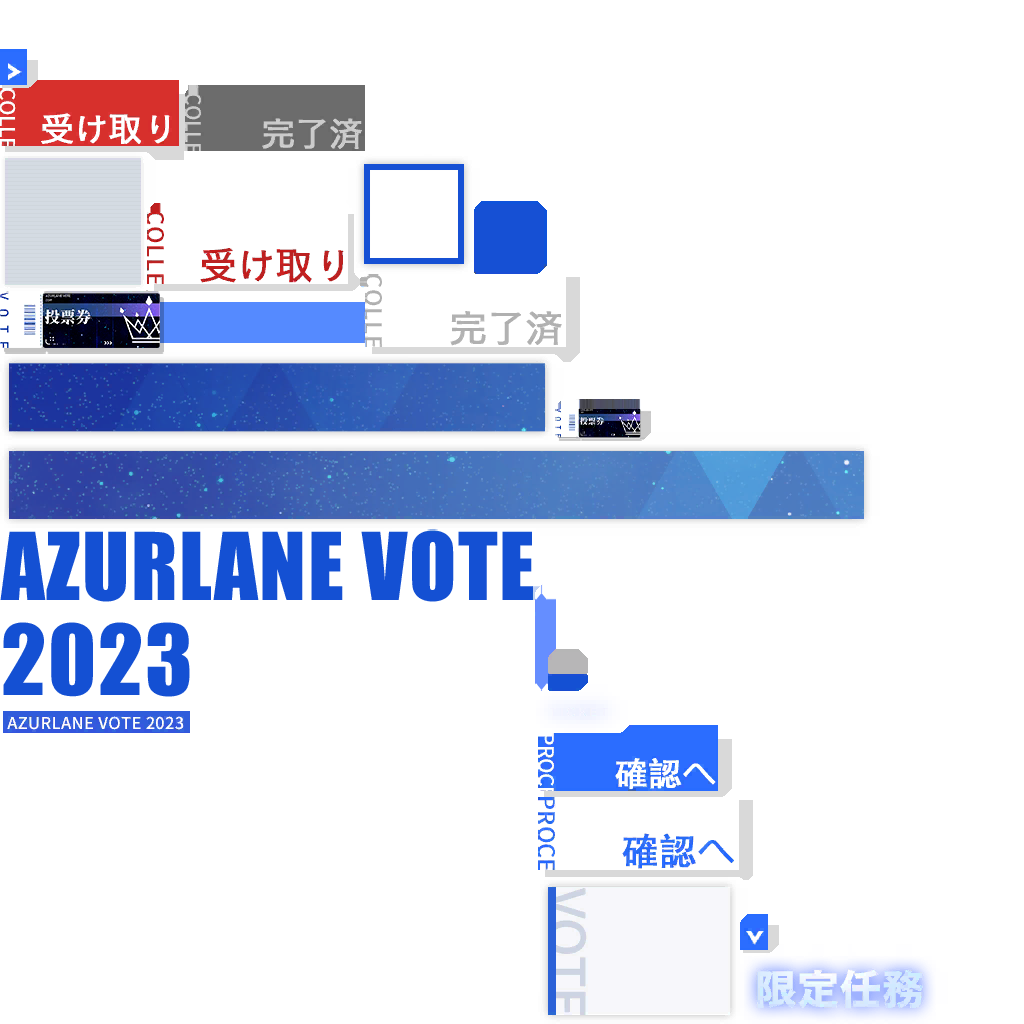 COLLE
受け取り
COLLE
完了済
COLLE
受け取り
COLLE
完了済
VOTE
投票券
VOTE
投票券
AZURLANE VOTE
2023
AZURLANE VOTE 2023
PROC
確認へ
PROCE
確認へ
VOTE
限定任務